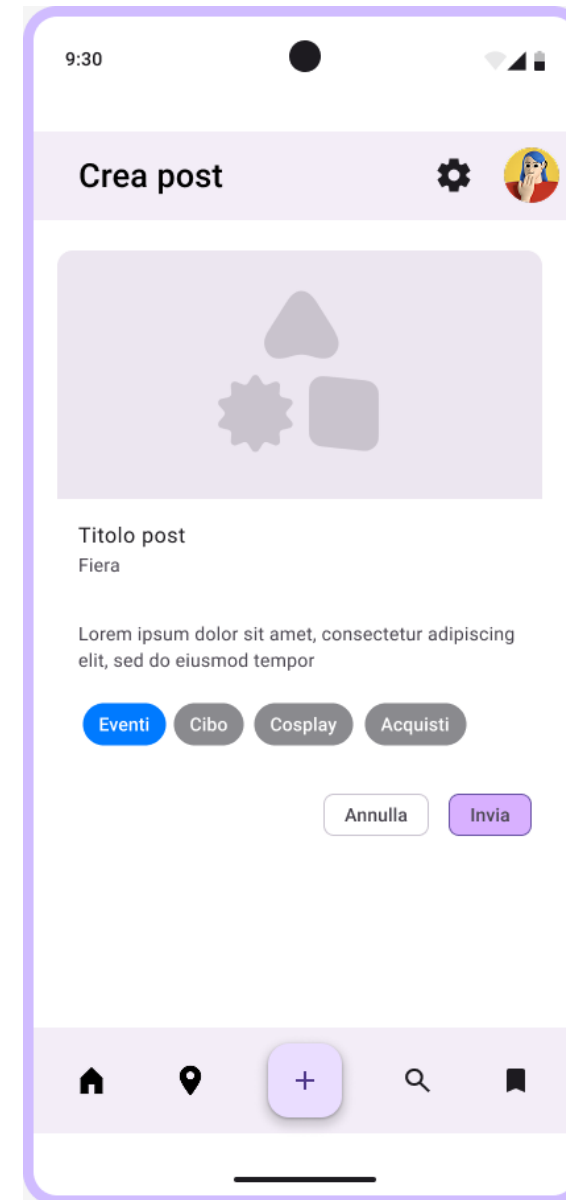 9:30
Crea post
Titolo post
Fiera
Lorem ipsum dolor sit amet, consectetur adipiscing
elit, sed do eiusmod tempor
Eventi Cibo Cosplay Acquisti
Annulla Invia